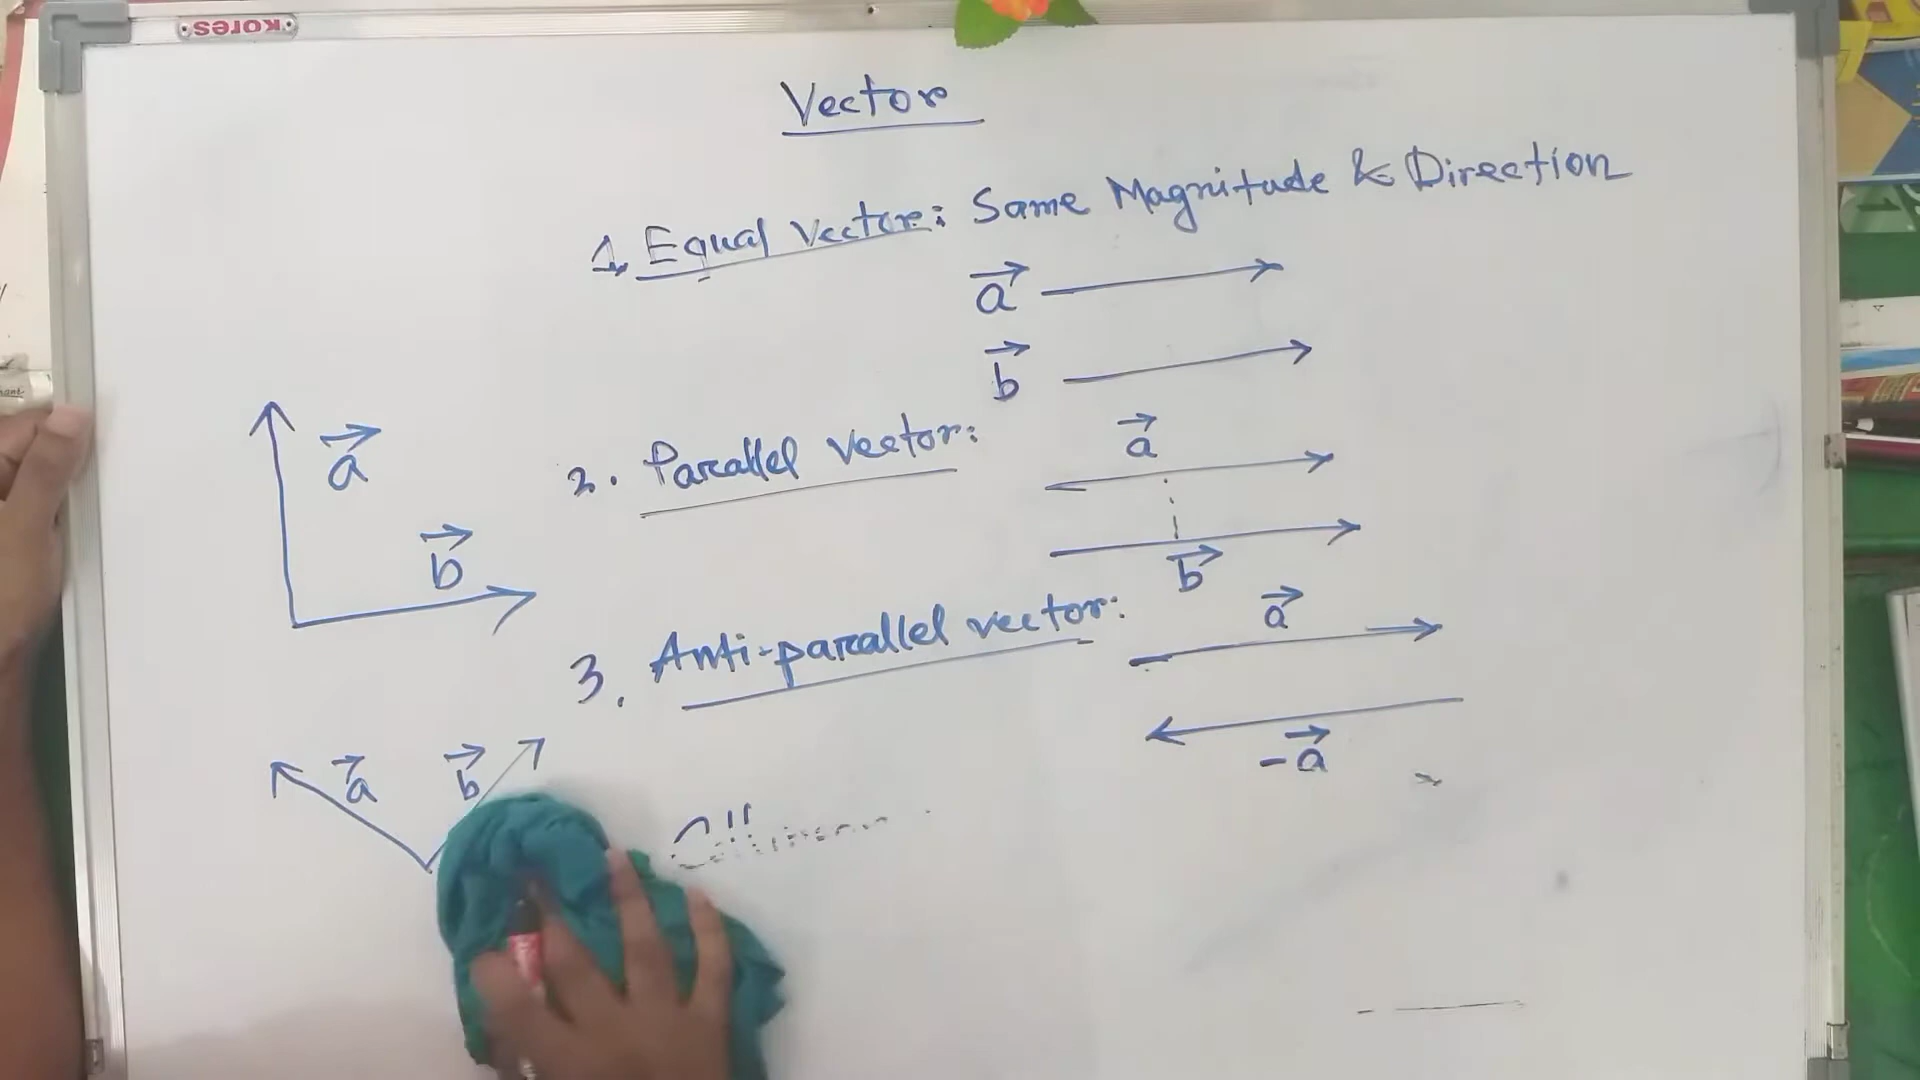 kores
Vector
1. Equal Vector: Same Magnitude & Direction
a
b
2. Parallel Vector:
a
b
3. Anti-parallel vector:
a
-a
a
b
a
b